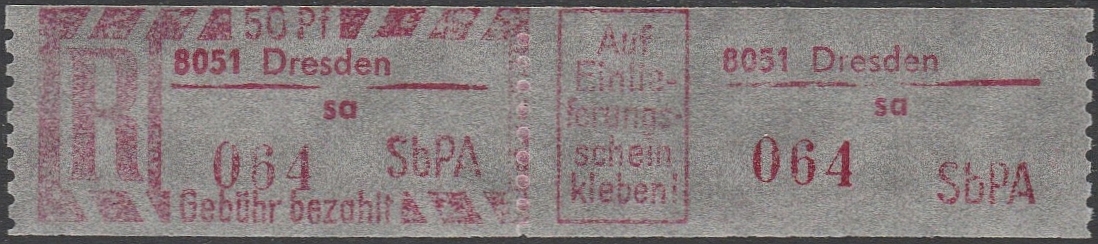 50 Pf
R
8051 Dresden
sa
064 SbPA
Gebühr bezahlt
Auf
Einlie-
ferungs-
schein
kleben!
8051 Dresden
sa
064
SbPA